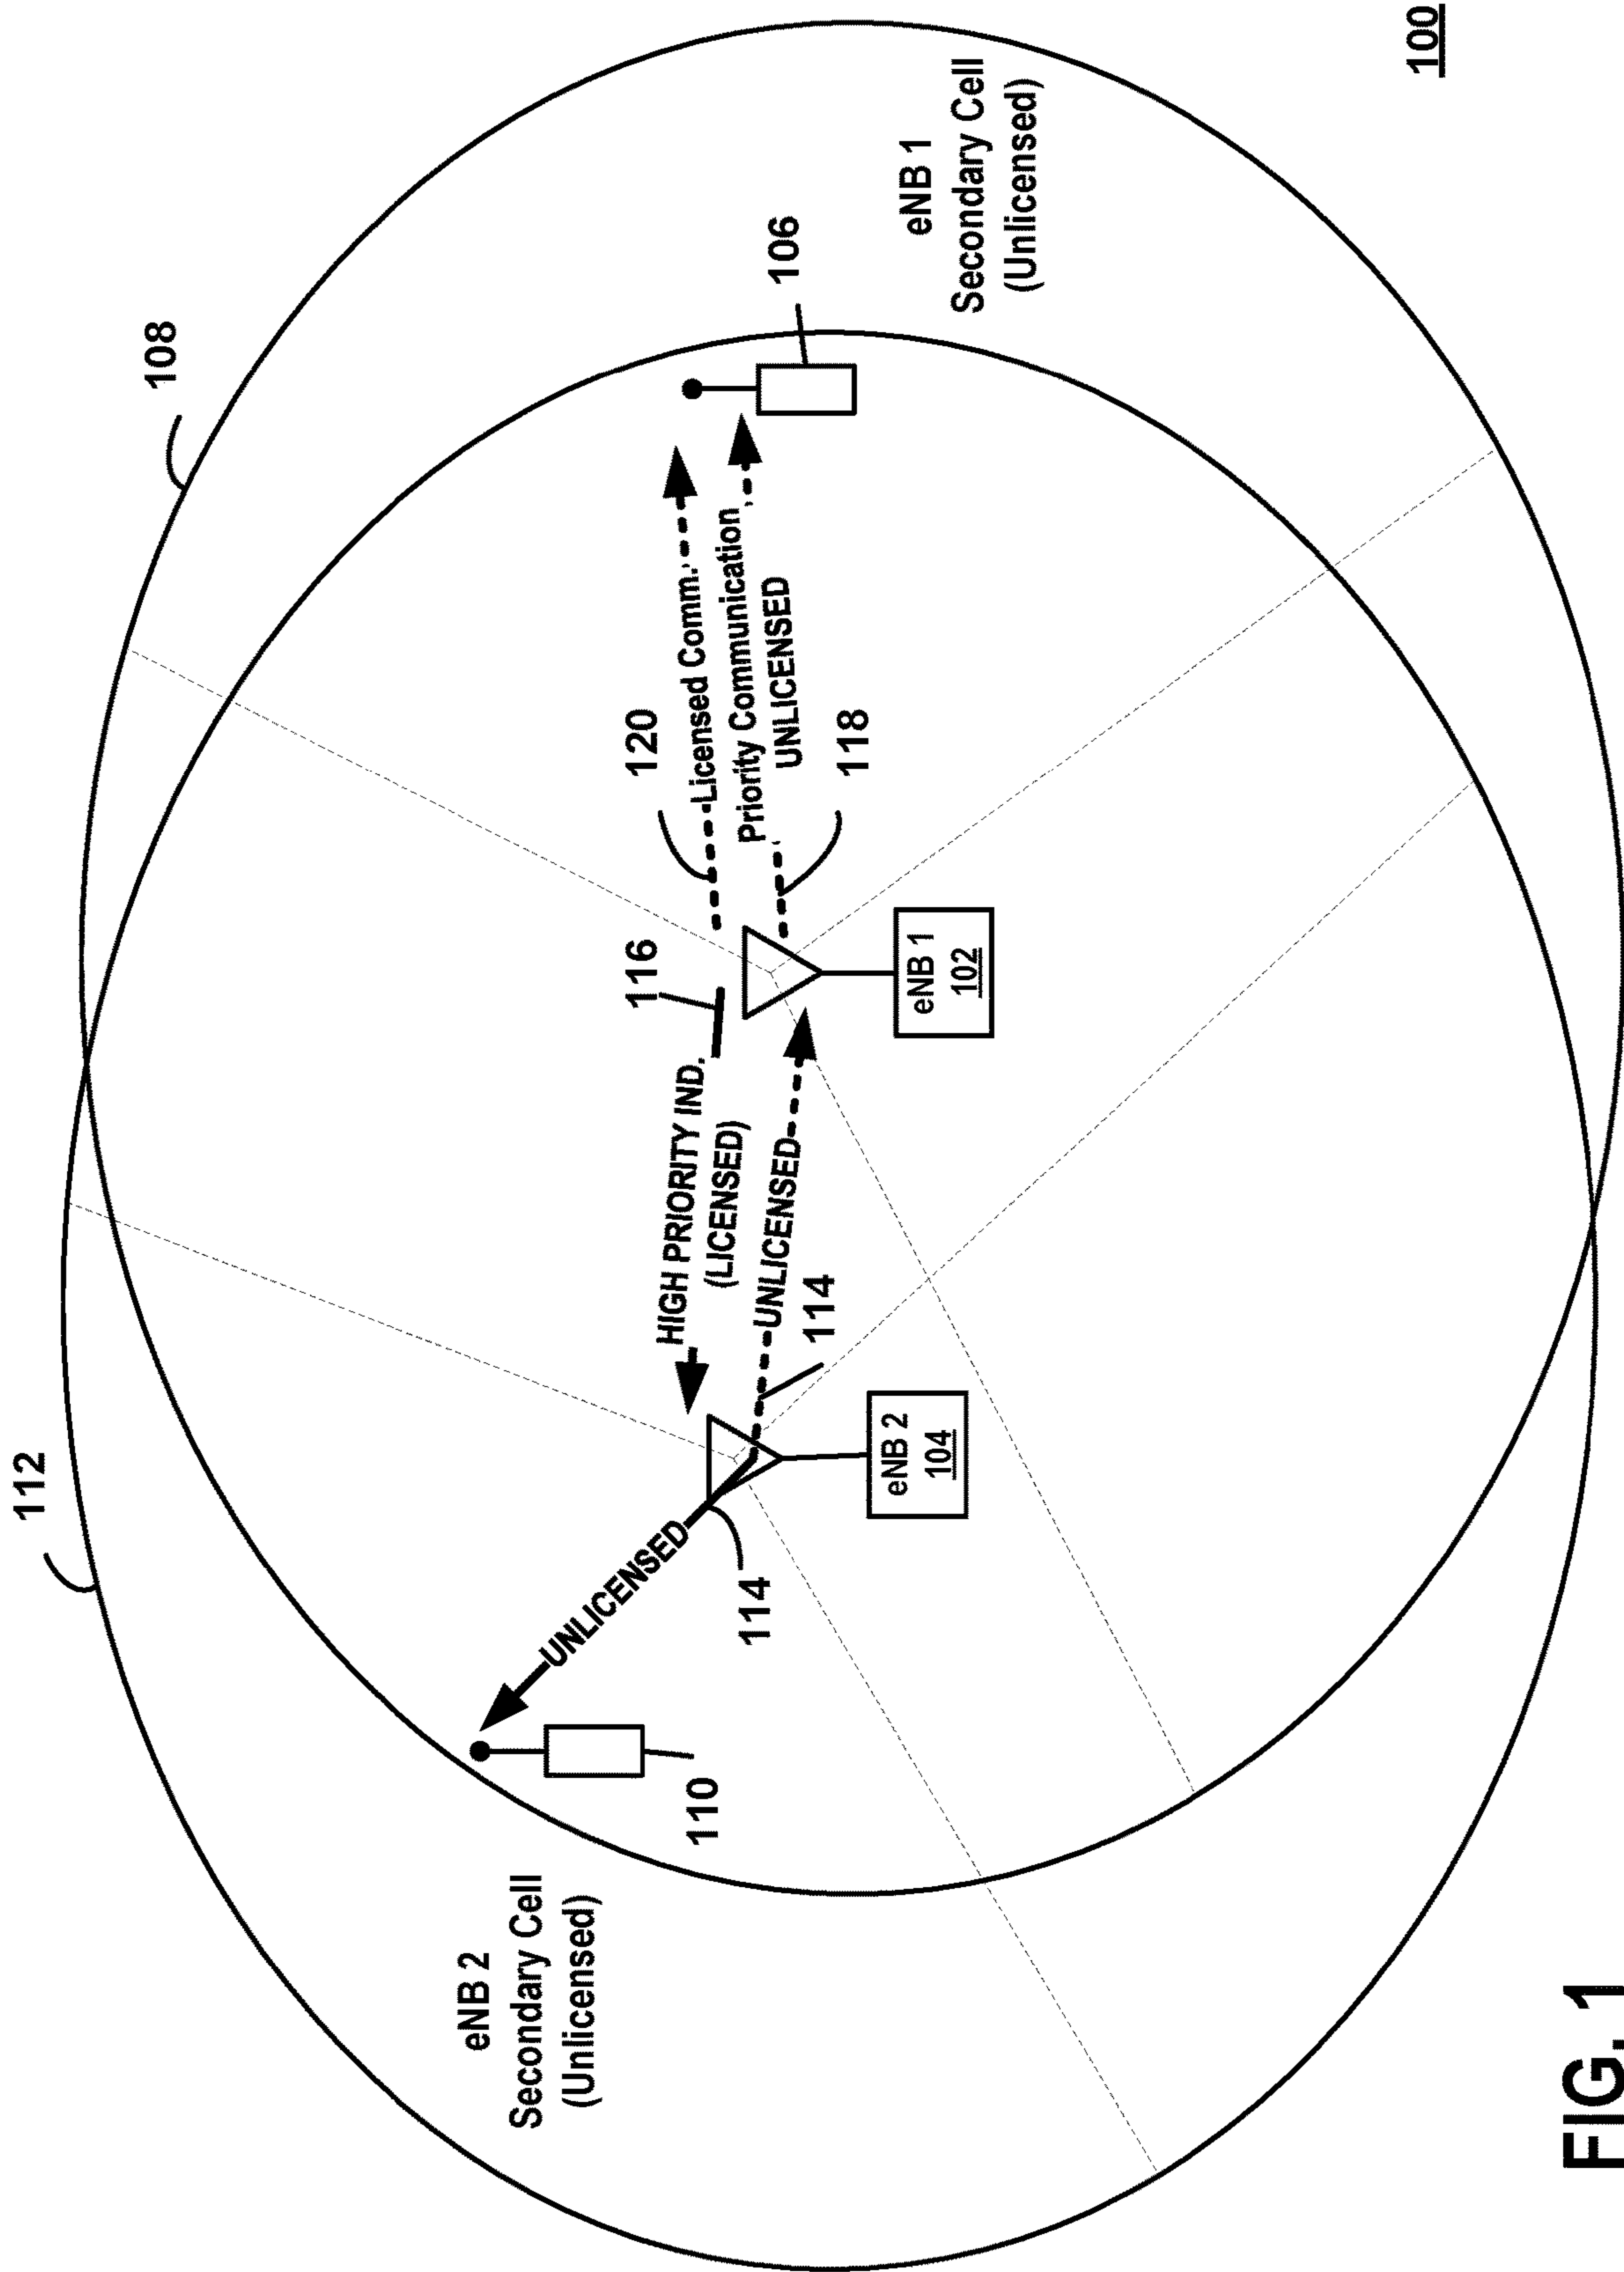 112
108
100
eNB 2
Secondary Cell
(Unlicensed)
eNB 1
Secondary Cell
(Unlicensed)
110
UNLICENSED
114
HIGH PRIORITY IND.
(LICENSED)
116
UNLICENSED
114
120
Licensed Comm.
Priority Communication
UNLICENSED
118
106
eNB 2
104
eNB 1
102
FIG. 1